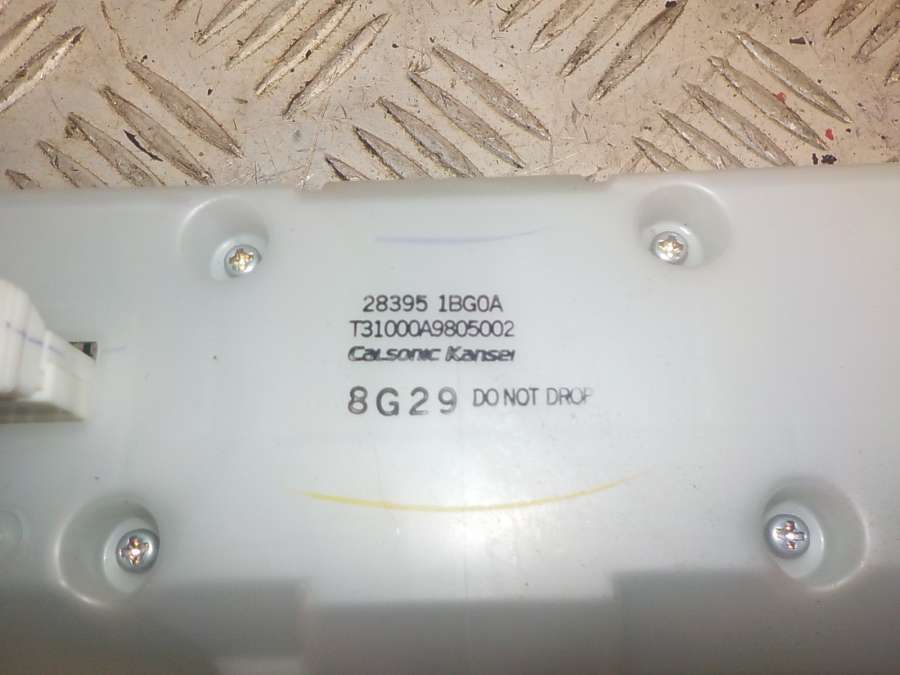 28395 1BG0A
T31000A9805002
Calsonic Kansei
8G29 DO NOT DROP